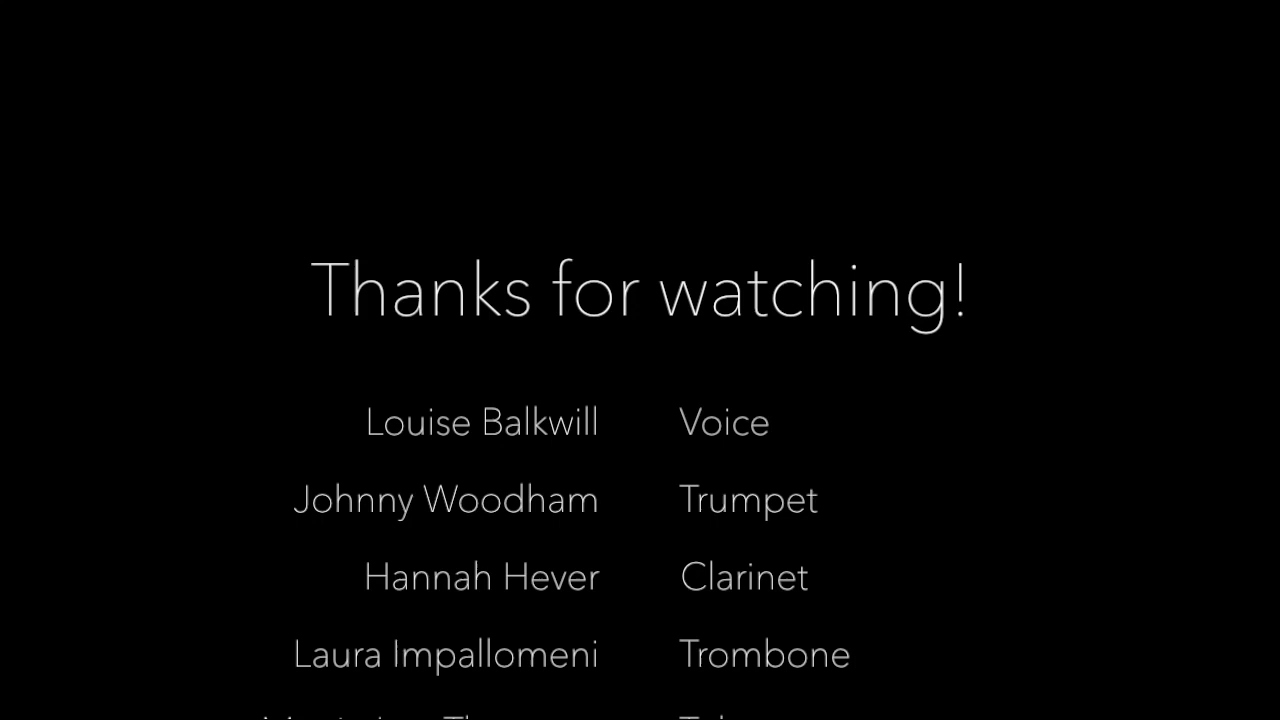 Thanks for watching!
Louise Balkwill Voice
Johnny Woodham Trumpet
Hannah Hever Clarinet
Laura Impallomeni Trombone